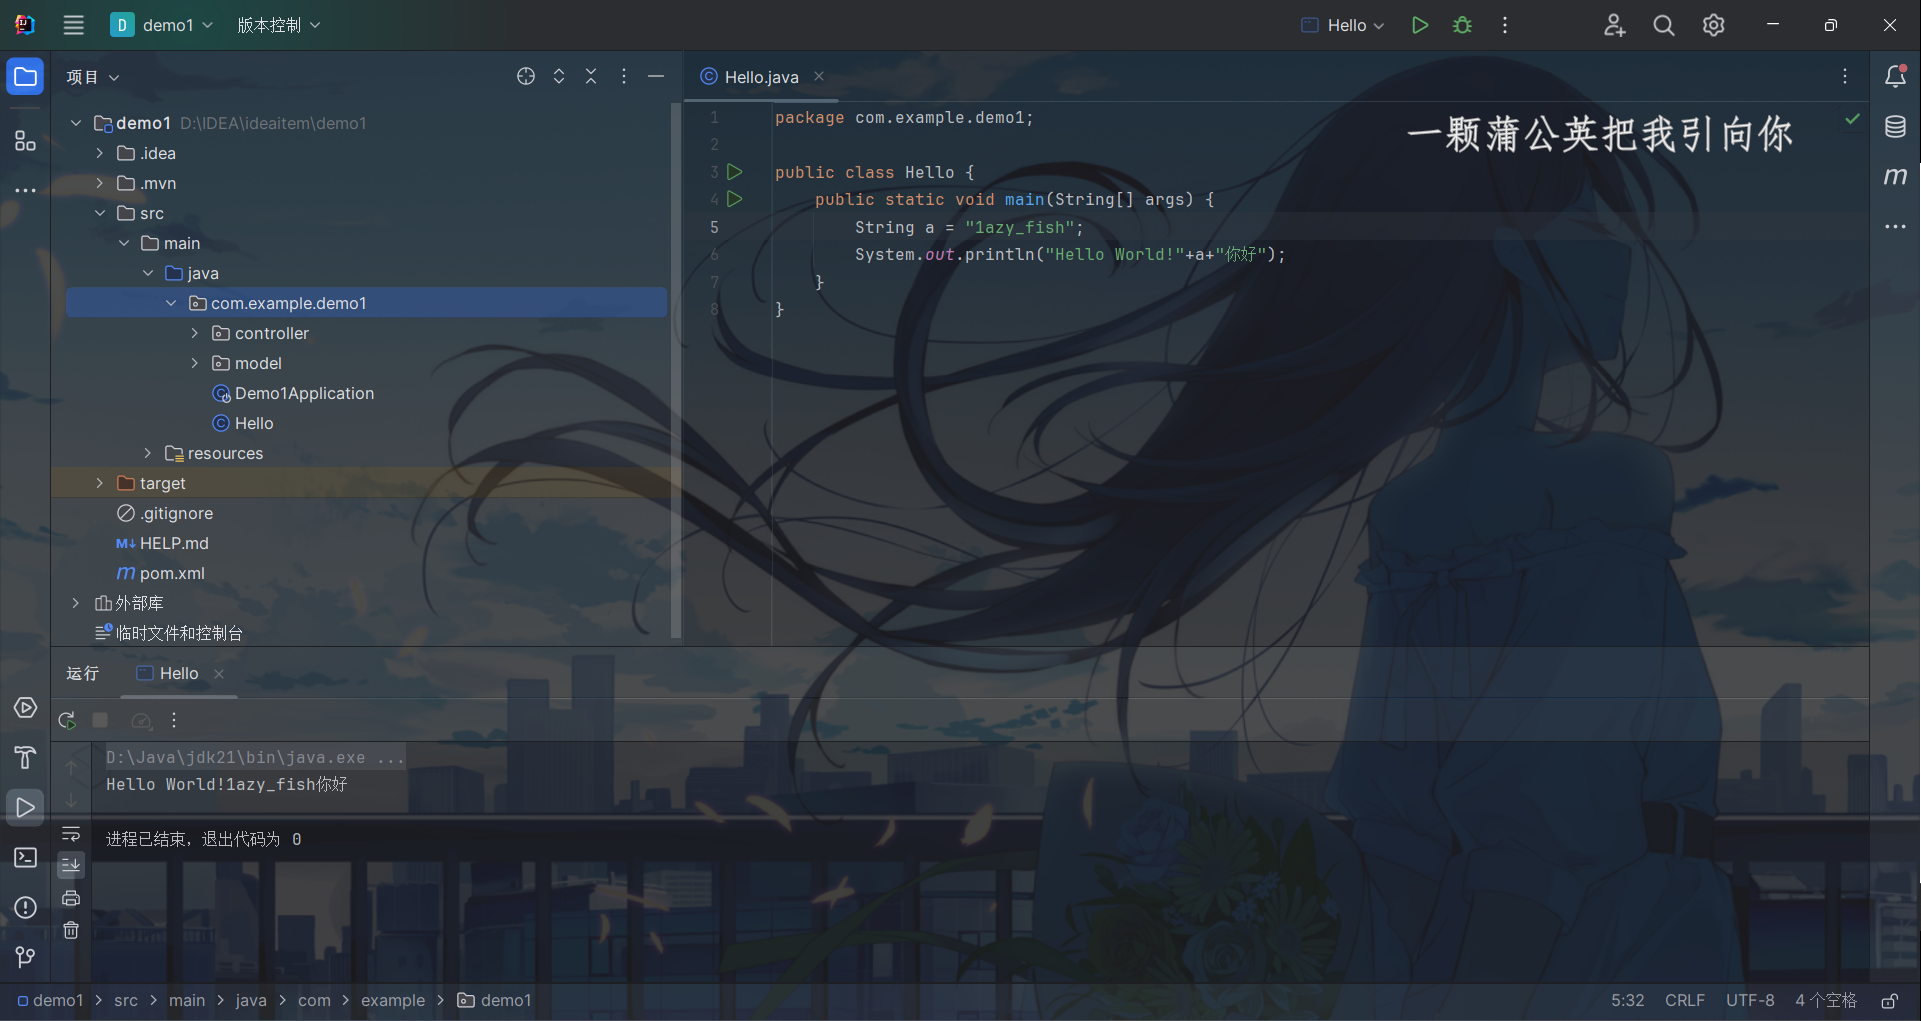 D demo1 版本控制 Hello
项目
demo1 D:\IDEA\ideaitem\demo1
.idea
.mvn
src
main
java
com.example.demo1
controller
model
Demo1Application
Hello
resources
target
.gitignore
M↓ HELP.md
m pom.xml
外部库
临时文件和控制台
Hello.java
一颗蒲公英把我引向你
1 package com.example.demo1;
2
3 public class Hello {
4 public static void main(String[] args) {
5 String a = "1azy_fish";
6 System.out.println("Hello World!"+a+"你好");
7 }
8 }
m
运行 Hello
D:\Java\jdk21\bin\java.exe ...
Hello World!1azy_fish你好
进程已结束，退出代码为 0
demo1 > src > main > java > com > example > demo1 5:32 CRLF UTF-8 4 个空格